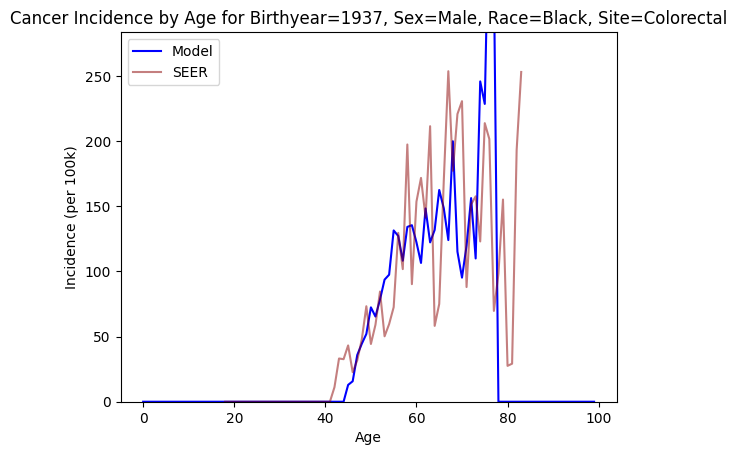 Cancer Incidence by Age for Birthyear=1937, Sex=Male, Race=Black, Site=Colorectal
Model
SEER
Incidence (per 100k)
250
200
150
100
50
0
0 20 40 60 80 100
Age